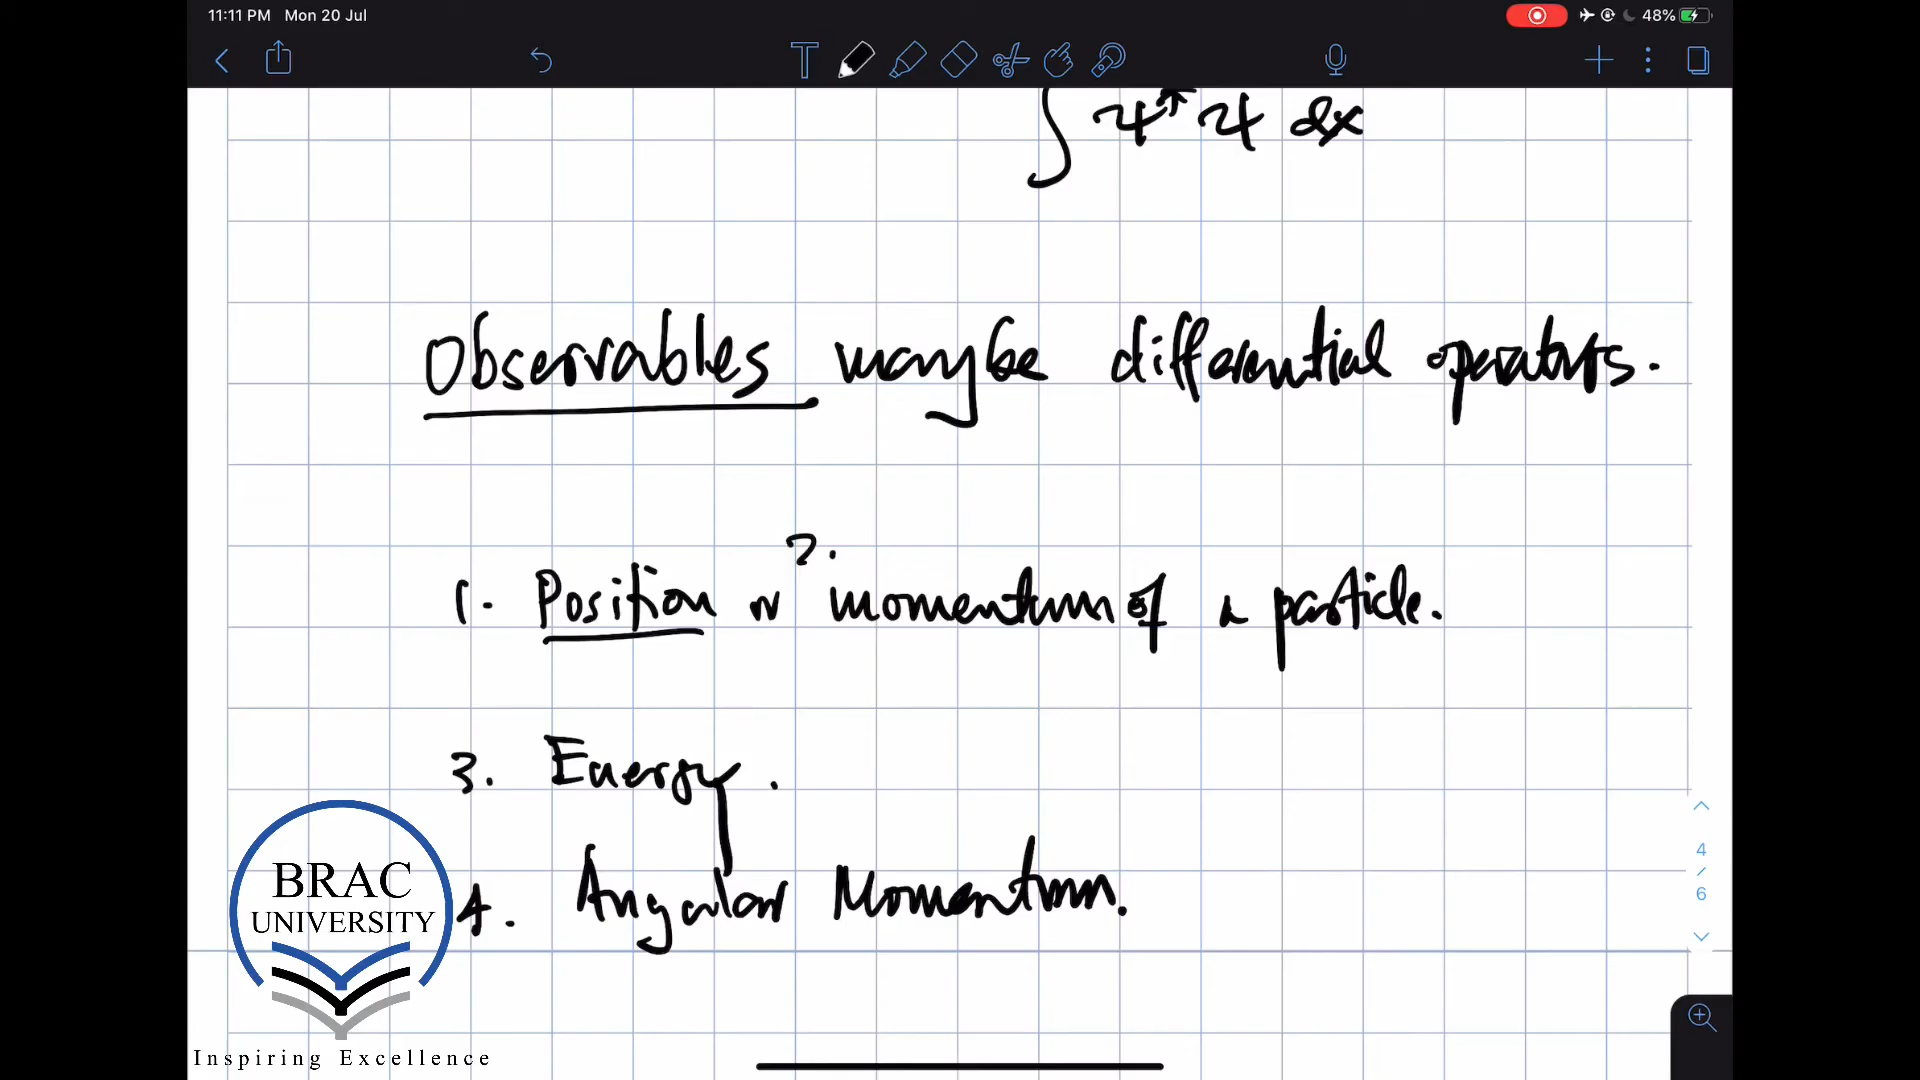 11:11 PM Mon 20 Jul
48%
∫ ψ* ψ dx
Observables maybe differential operators.
2.
1. Position or momentum of a particle.
3. Energy.
4. Angular Momentum.
BRAC
UNIVERSITY
Inspiring Excellence
4
/
6